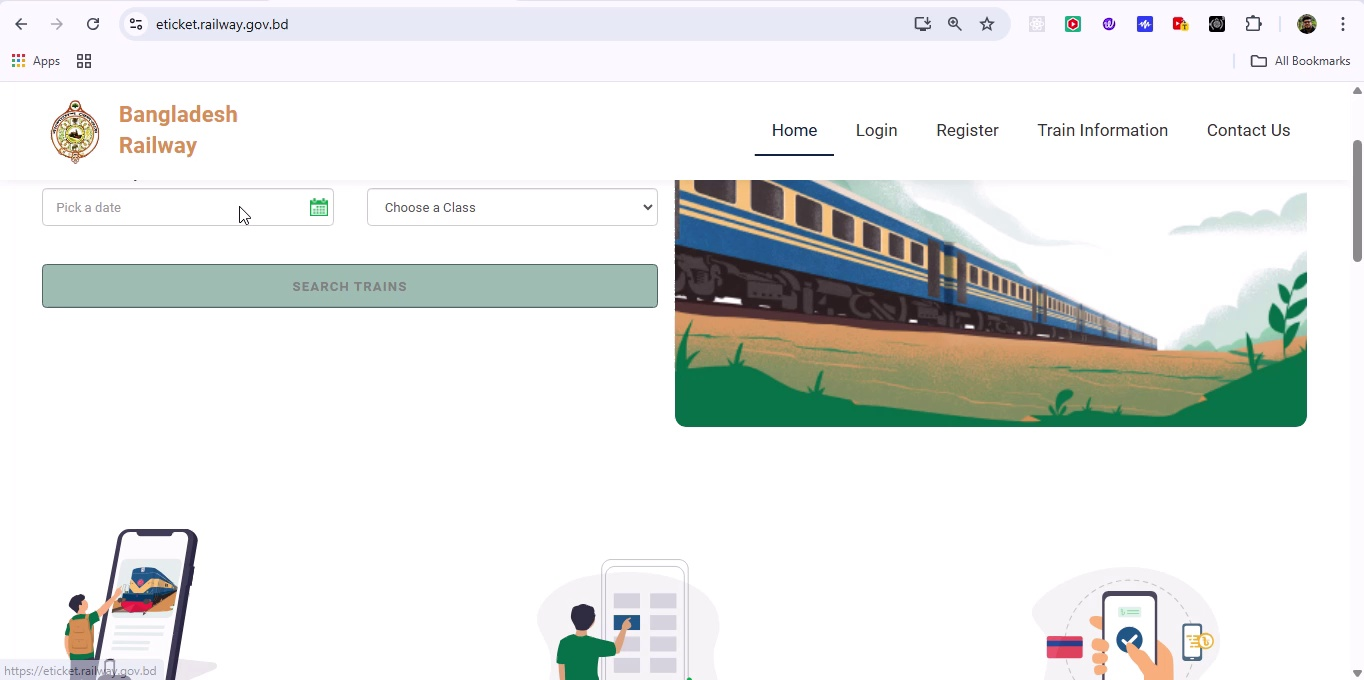 eticket.railway.gov.bd
Apps
All Bookmarks
Bangladesh
Railway
Home Login Register Train Information Contact Us
Pick a date Choose a Class
SEARCH TRAINS
https://eticket.railway.gov.bd